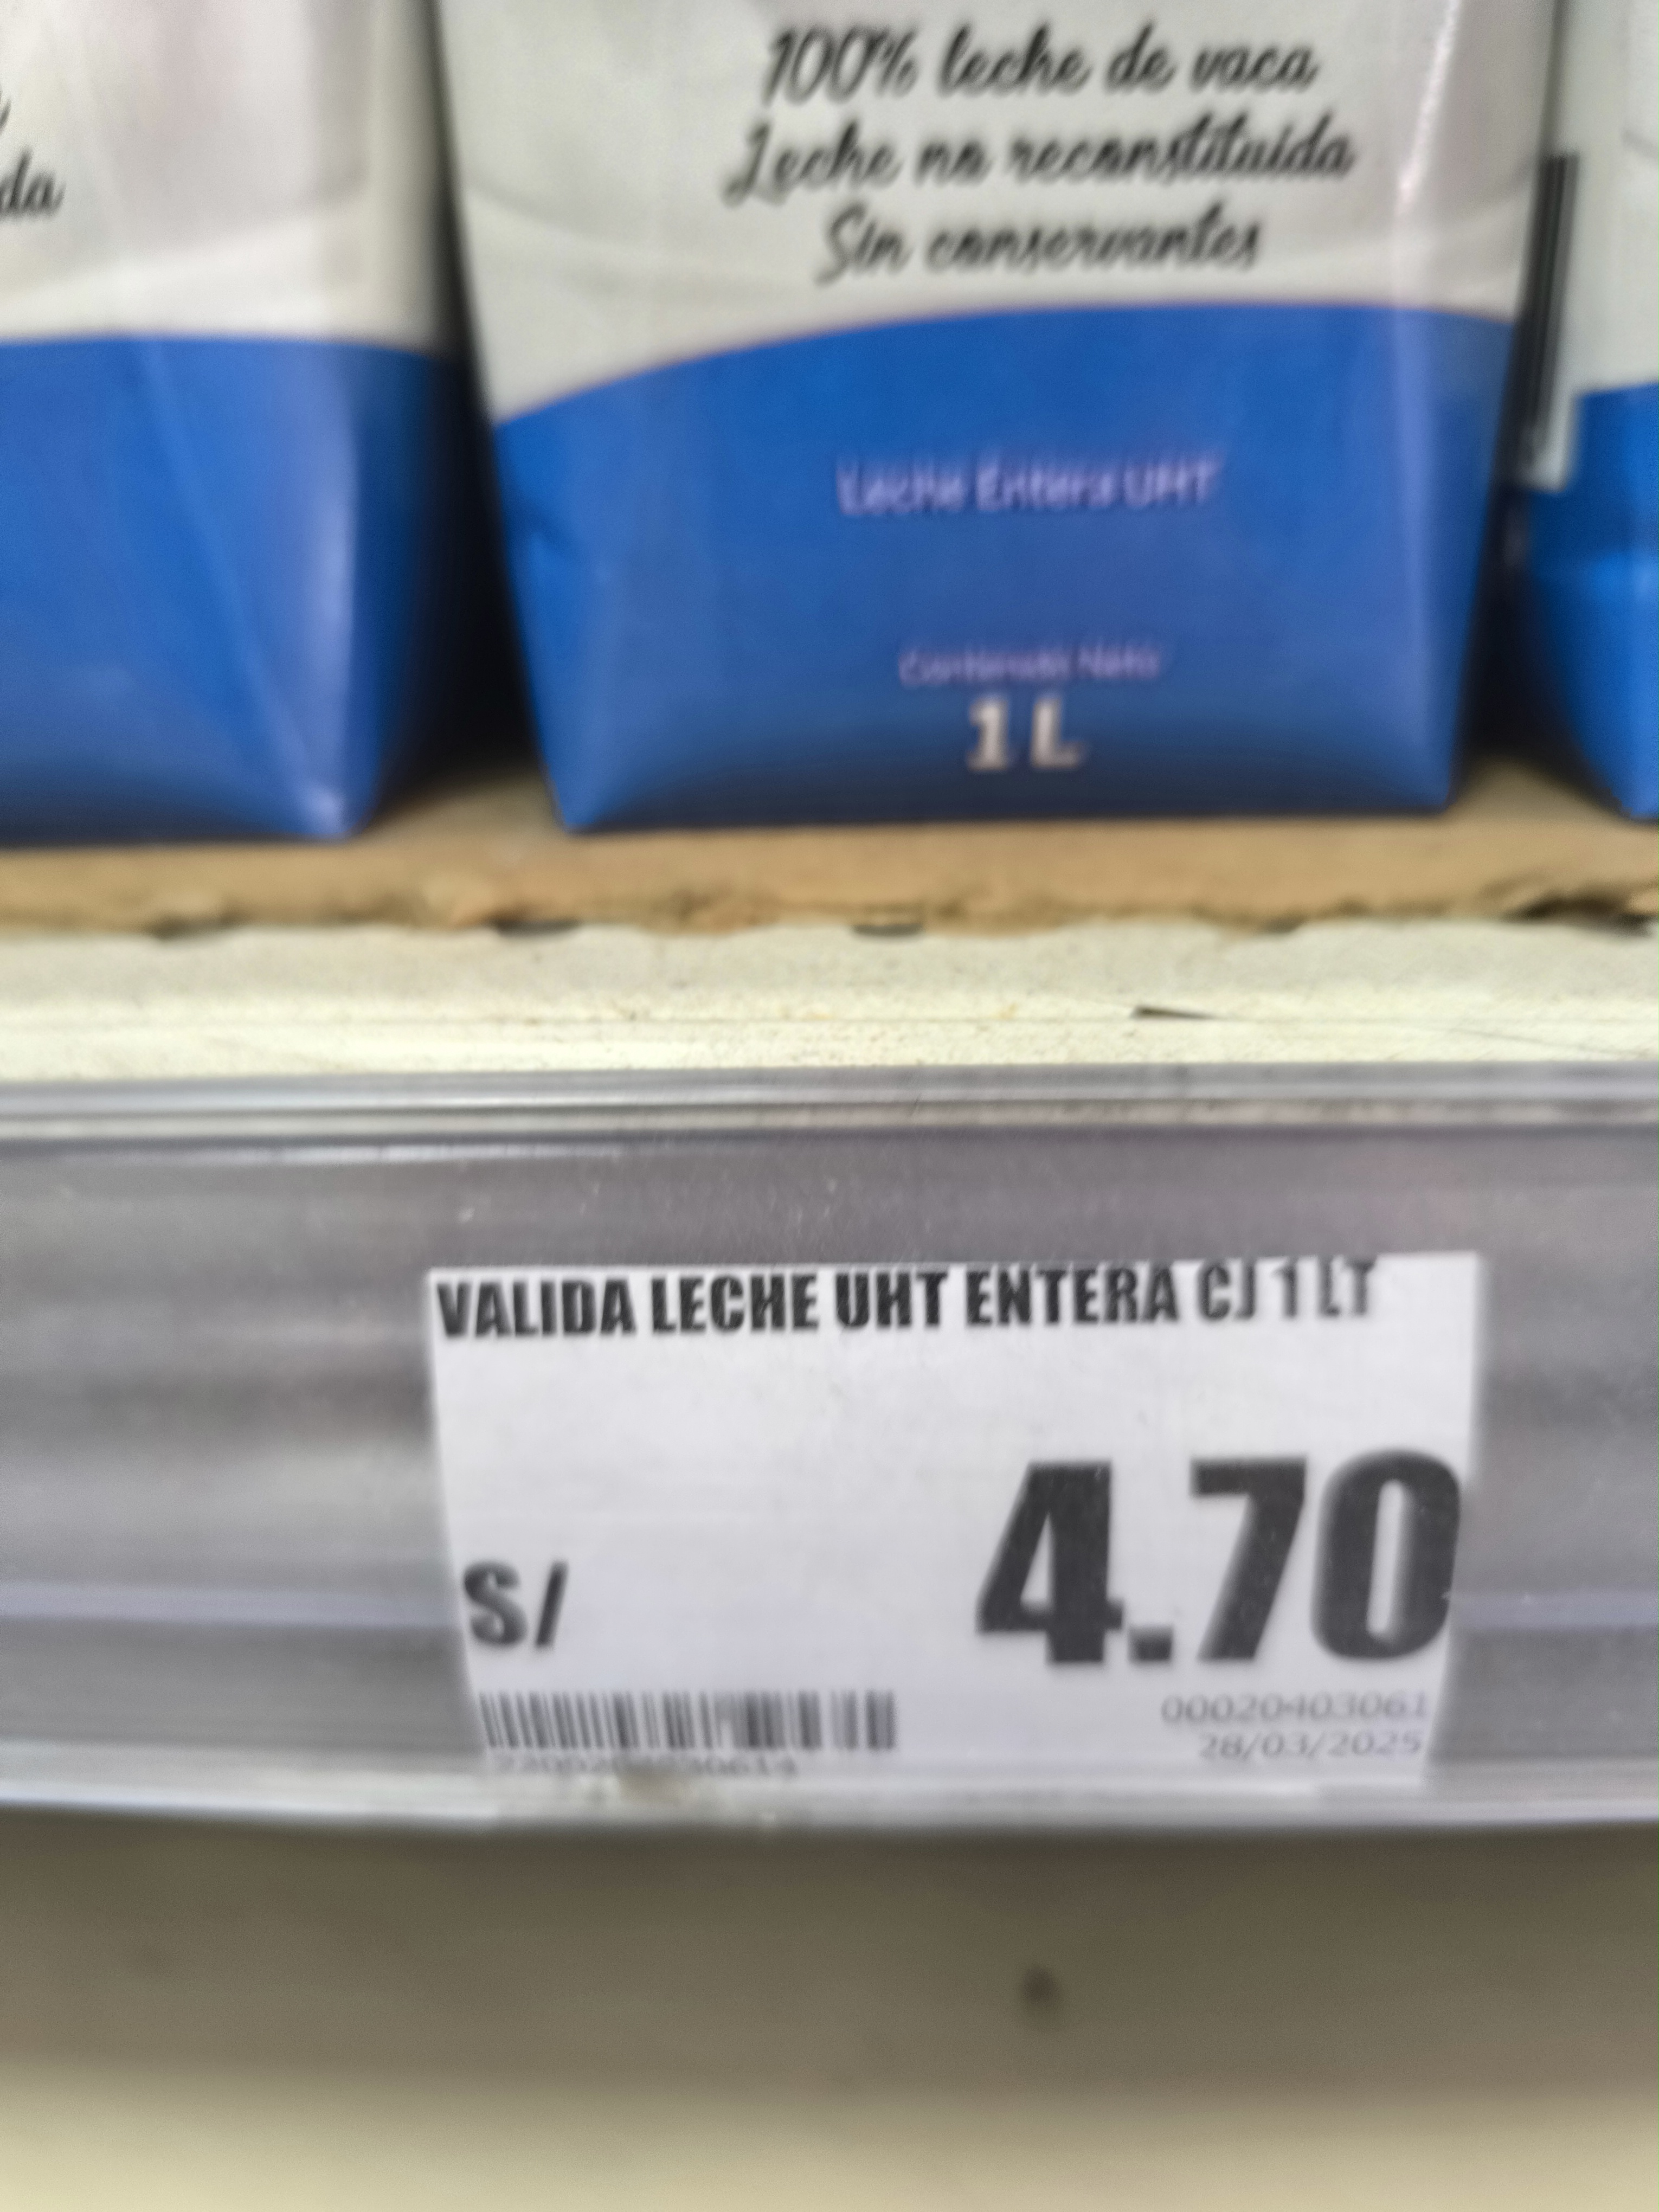 100% leche de vaca
Leche no reconstituida
Sin conservantes
da
Leche Entera UHT
Contenido Neto
1 L
VALIDA LECHE UHT ENTERA CJ 1 LT
S/ 4.70
00020403061
28/03/2025